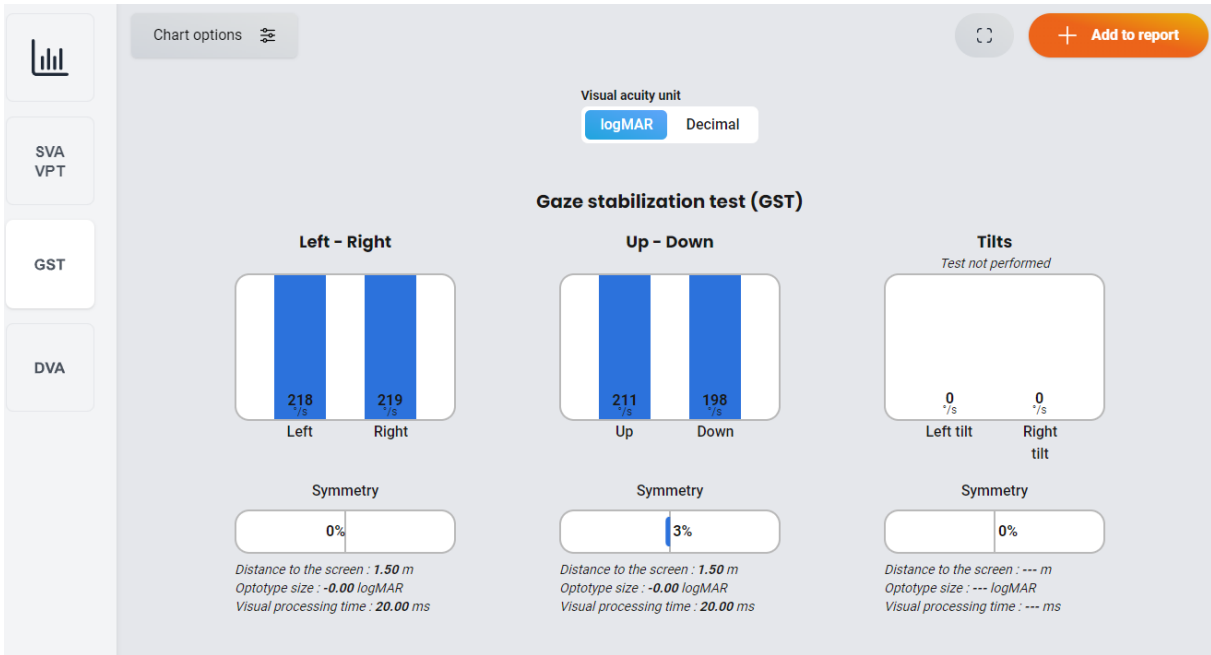 Chart options
Add to report
Visual acuity unit
logMAR Decimal
SVA
VPT
GST
DVA
Gaze stabilization test (GST)
Left - Right
218 219
°/s °/s
Left Right
Symmetry
0%
Distance to the screen : 1.50 m
Optotype size : -0.00 logMAR
Visual processing time : 20.00 ms
Up - Down
211 198
°/s °/s
Up Down
Symmetry
3%
Distance to the screen : 1.50 m
Optotype size : -0.00 logMAR
Visual processing time : 20.00 ms
Tilts
Test not performed
0 0
°/s °/s
Left tilt Right
tilt
Symmetry
0%
Distance to the screen : --- m
Optotype size : --- logMAR
Visual processing time : --- ms